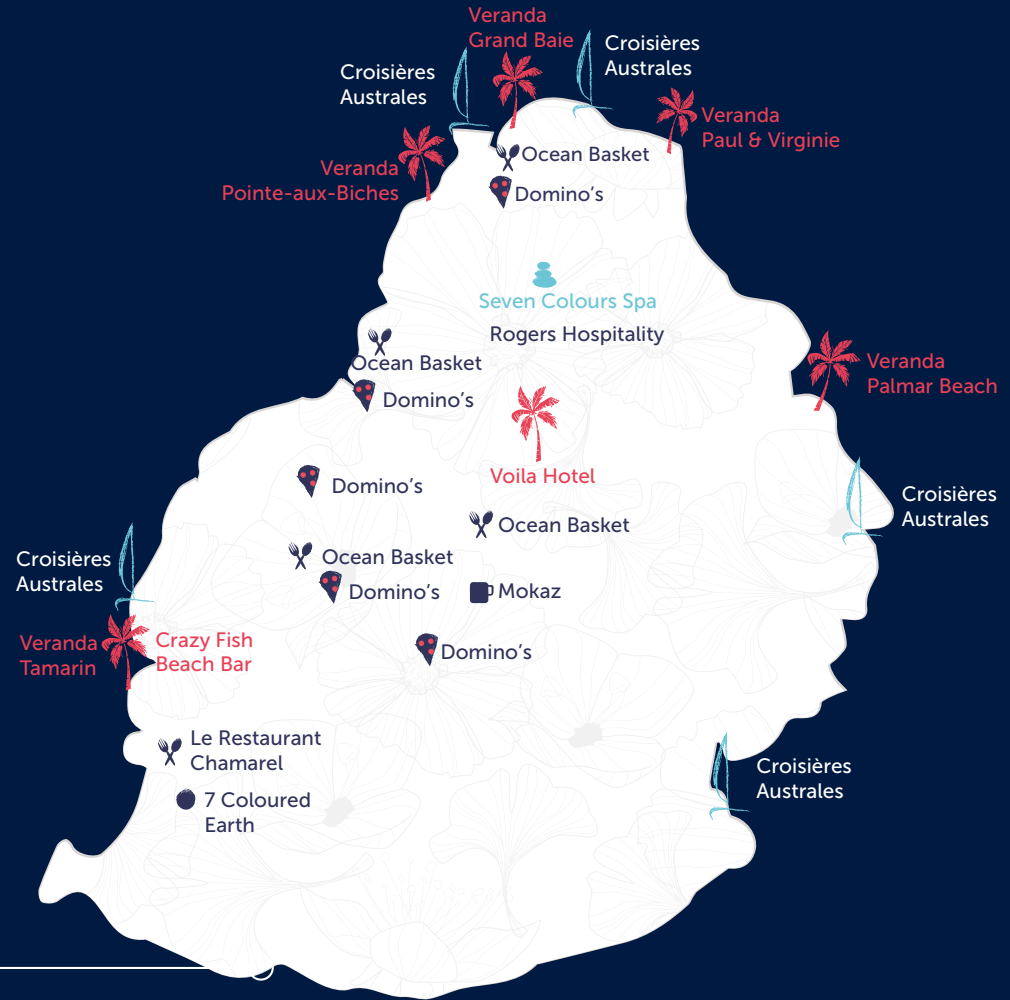 Veranda
Grand Baie
Croisières
Australes
Croisières
Australes
Veranda
Paul & Virginie
Ocean Basket
Veranda
Pointe-aux-Biches
Domino’s
Seven Colours Spa
Rogers Hospitality
Ocean Basket
Domino’s
Veranda
Palmar Beach
Voila Hotel
Domino’s
Croisières
Australes
Ocean Basket
Croisières
Australes
Ocean Basket
Domino’s
Mokaz
Veranda
Tamarin
Crazy Fish
Beach Bar
Domino’s
Le Restaurant
Chamarel
Croisières
Australes
7 Coloured
Earth